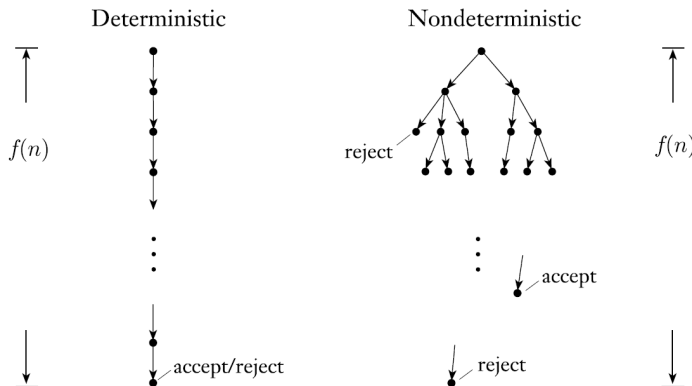 Deterministic
Nondeterministic
f(n)
reject
f(n)
accept
accept/reject
reject